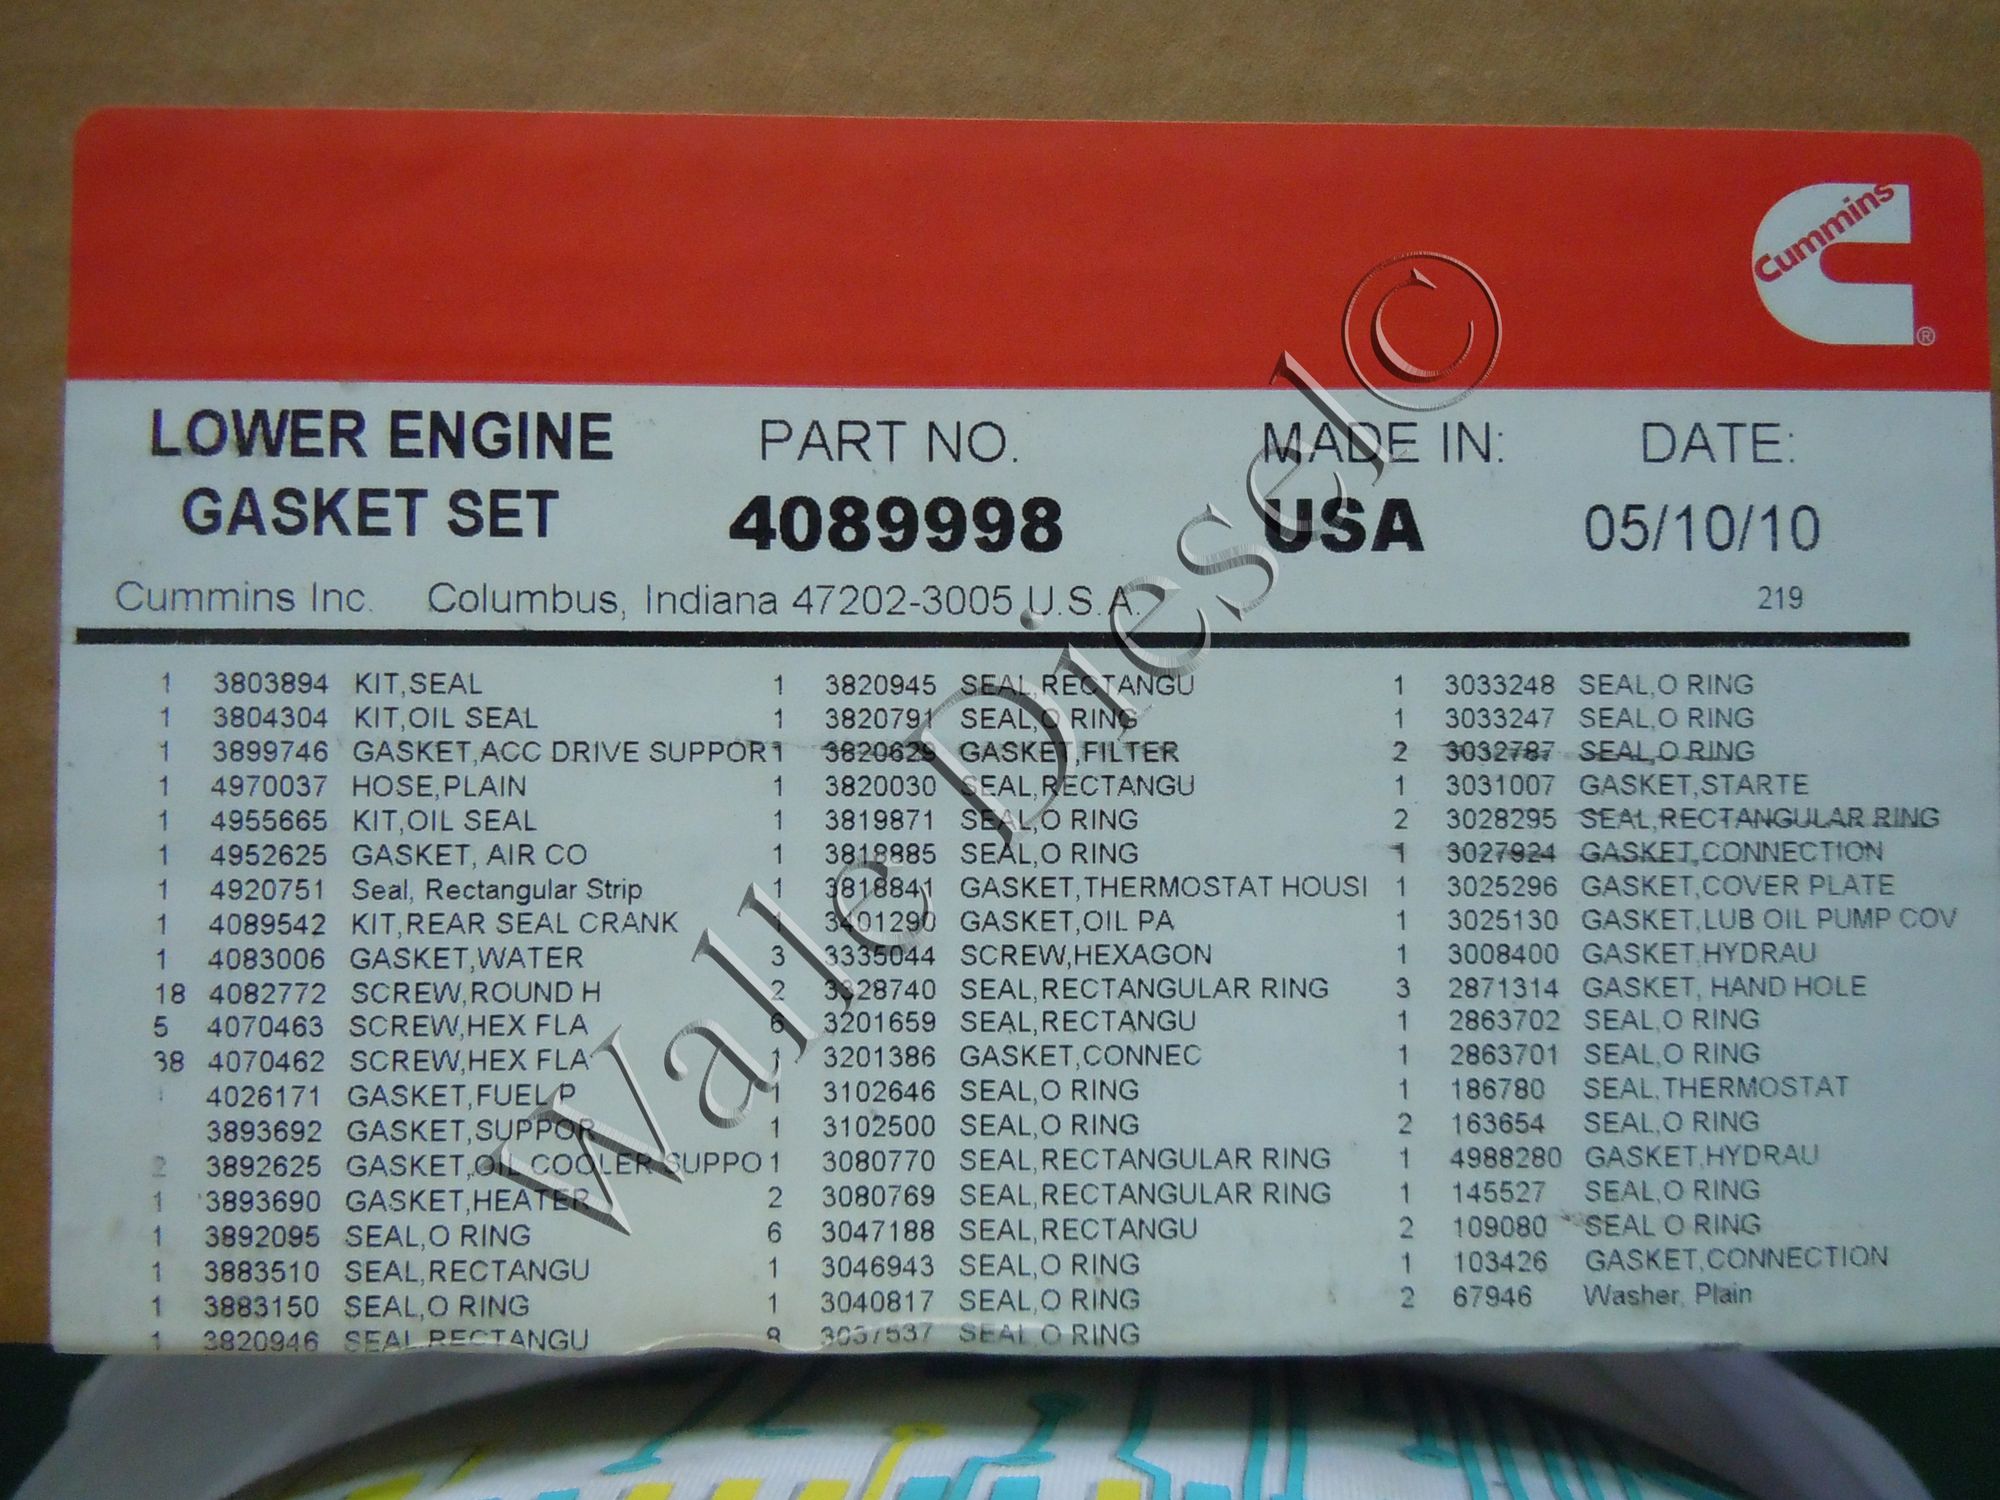 Cummins
®
LOWER ENGINE
GASKET SET
PART NO.
4089998
MADE IN:
USA
DATE:
05/10/10
Cummins Inc. Columbus, Indiana 47202-3005 U.S.A.
219
1 3803894 KIT,SEAL
1 3804304 KIT,OIL SEAL
1 3899746 GASKET,ACC DRIVE SUPPOR
1 4970037 HOSE,PLAIN
1 4955665 KIT,OIL SEAL
1 4952625 GASKET, AIR CO
1 4920751 Seal, Rectangular Strip
1 4089542 KIT,REAR SEAL CRANK
1 4083006 GASKET,WATER
18 4082772 SCREW,ROUND H
5 4070463 SCREW,HEX FLA
38 4070462 SCREW,HEX FLA
4026171 GASKET,FUEL P
3893692 GASKET,SUPPOR
2 3892625 GASKET,OIL COOLER SUPPO
1 3893690 GASKET,HEATER
1 3892095 SEAL,O RING
1 3883510 SEAL,RECTANGU
1 3883150 SEAL,O RING
1 3820946 SEAL,RECTANGU
1 3820945 SEAL,RECTANGU
1 3820791 SEAL,O RING
1 3820629 GASKET,FILTER
1 3820030 SEAL,RECTANGU
1 3819871 SEAL,O RING
1 3818885 SEAL,O RING
1 3818841 GASKET,THERMOSTAT HOUSI
1 3401290 GASKET,OIL PA
3 3335044 SCREW,HEXAGON
2 3328740 SEAL,RECTANGULAR RING
6 3201659 SEAL,RECTANGU
1 3201386 GASKET,CONNEC
1 3102646 SEAL,O RING
1 3102500 SEAL,O RING
1 3080770 SEAL,RECTANGULAR RING
2 3080769 SEAL,RECTANGULAR RING
6 3047188 SEAL,RECTANGU
1 3046943 SEAL,O RING
1 3040817 SEAL,O RING
8 3037537 SEAL,O RING
1 3033248 SEAL,O RING
1 3033247 SEAL,O RING
2 3032787 SEAL,O RING
1 3031007 GASKET,STARTE
2 3028295 SEAL,RECTANGULAR RING
1 3027924 GASKET,CONNECTION
1 3025296 GASKET,COVER PLATE
1 3025130 GASKET,LUB OIL PUMP COV
1 3008400 GASKET,HYDRAU
3 2871314 GASKET, HAND HOLE
1 2863702 SEAL,O RING
1 2863701 SEAL,O RING
1 186780 SEAL,THERMOSTAT
2 163654 SEAL,O RING
1 4988280 GASKET,HYDRAU
1 145527 SEAL,O RING
2 109080 SEAL,O RING
1 103426 GASKET,CONNECTION
2 67946 Washer, Plain
Walle Diesel ©